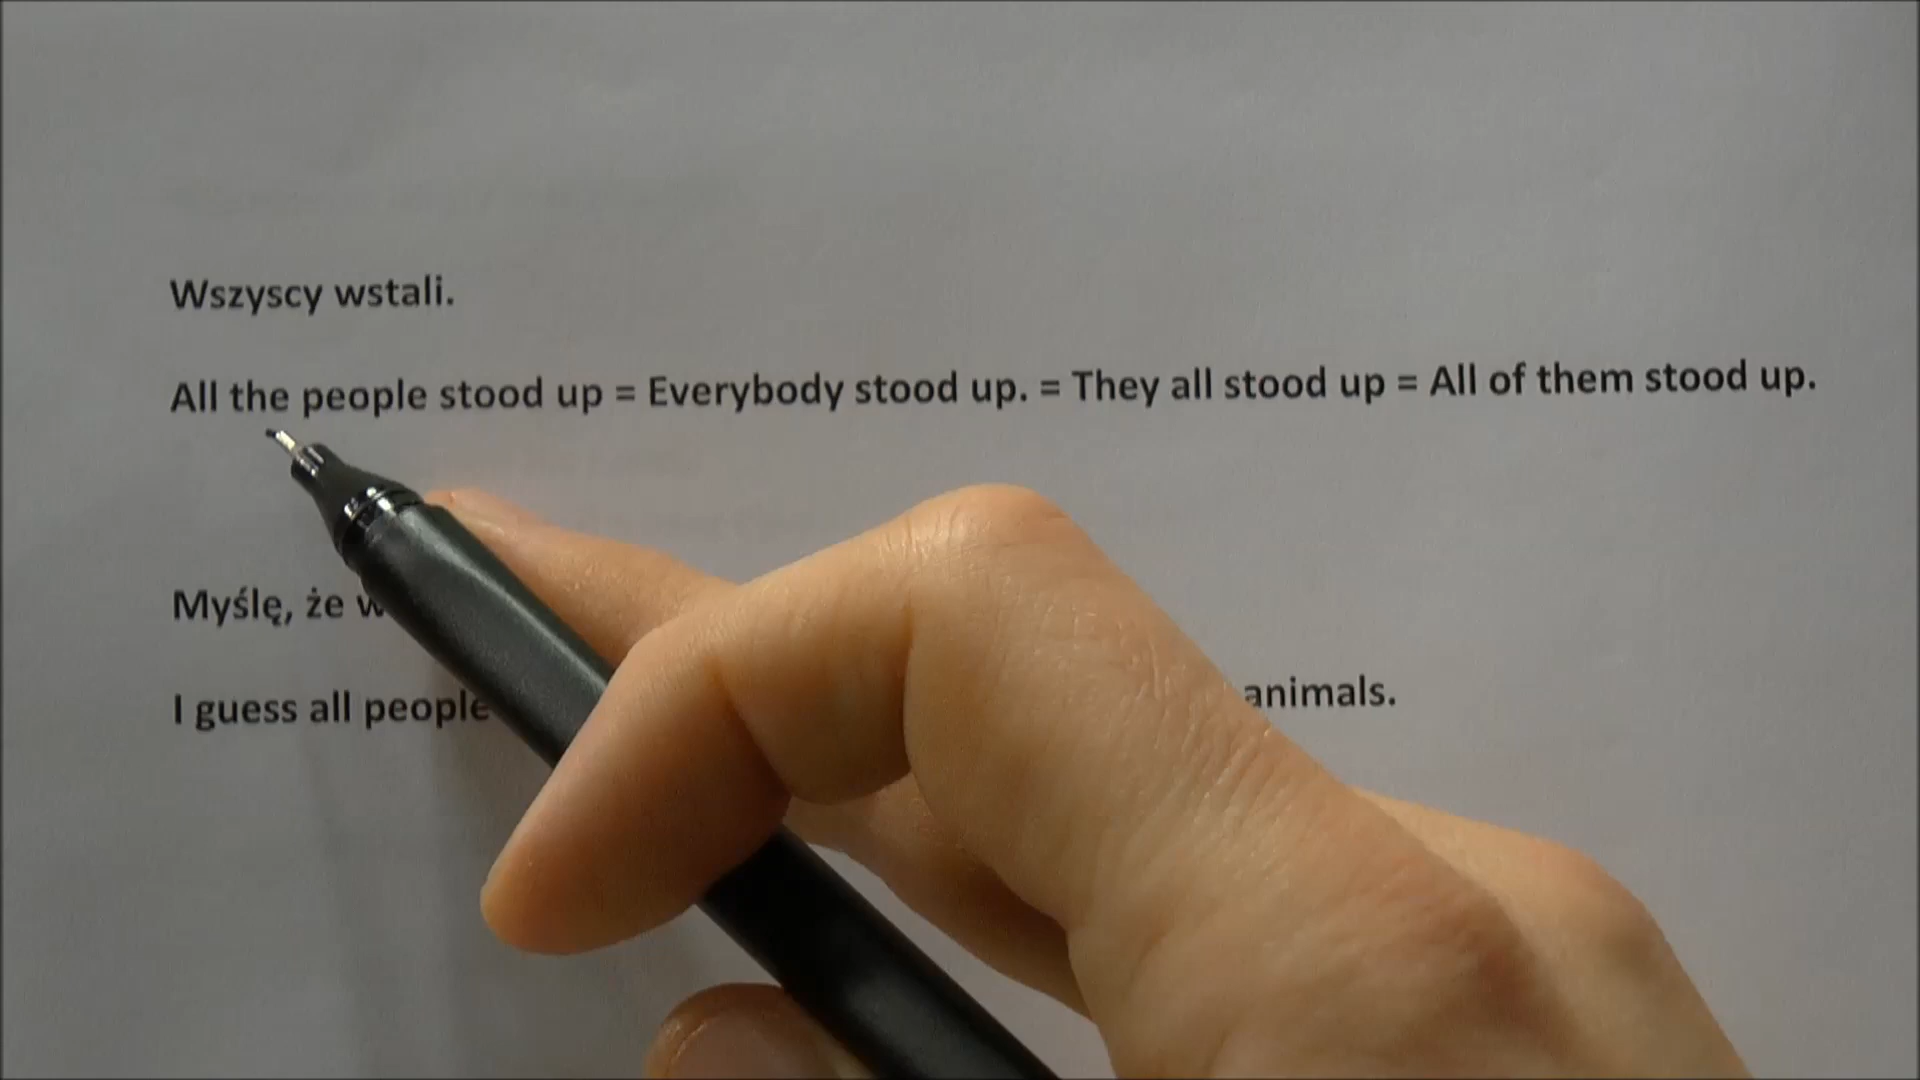 Wszyscy wstali.
All the people stood up = Everybody stood up. = They all stood up = All of them stood up.
Myślę, że
I guess all people animals.